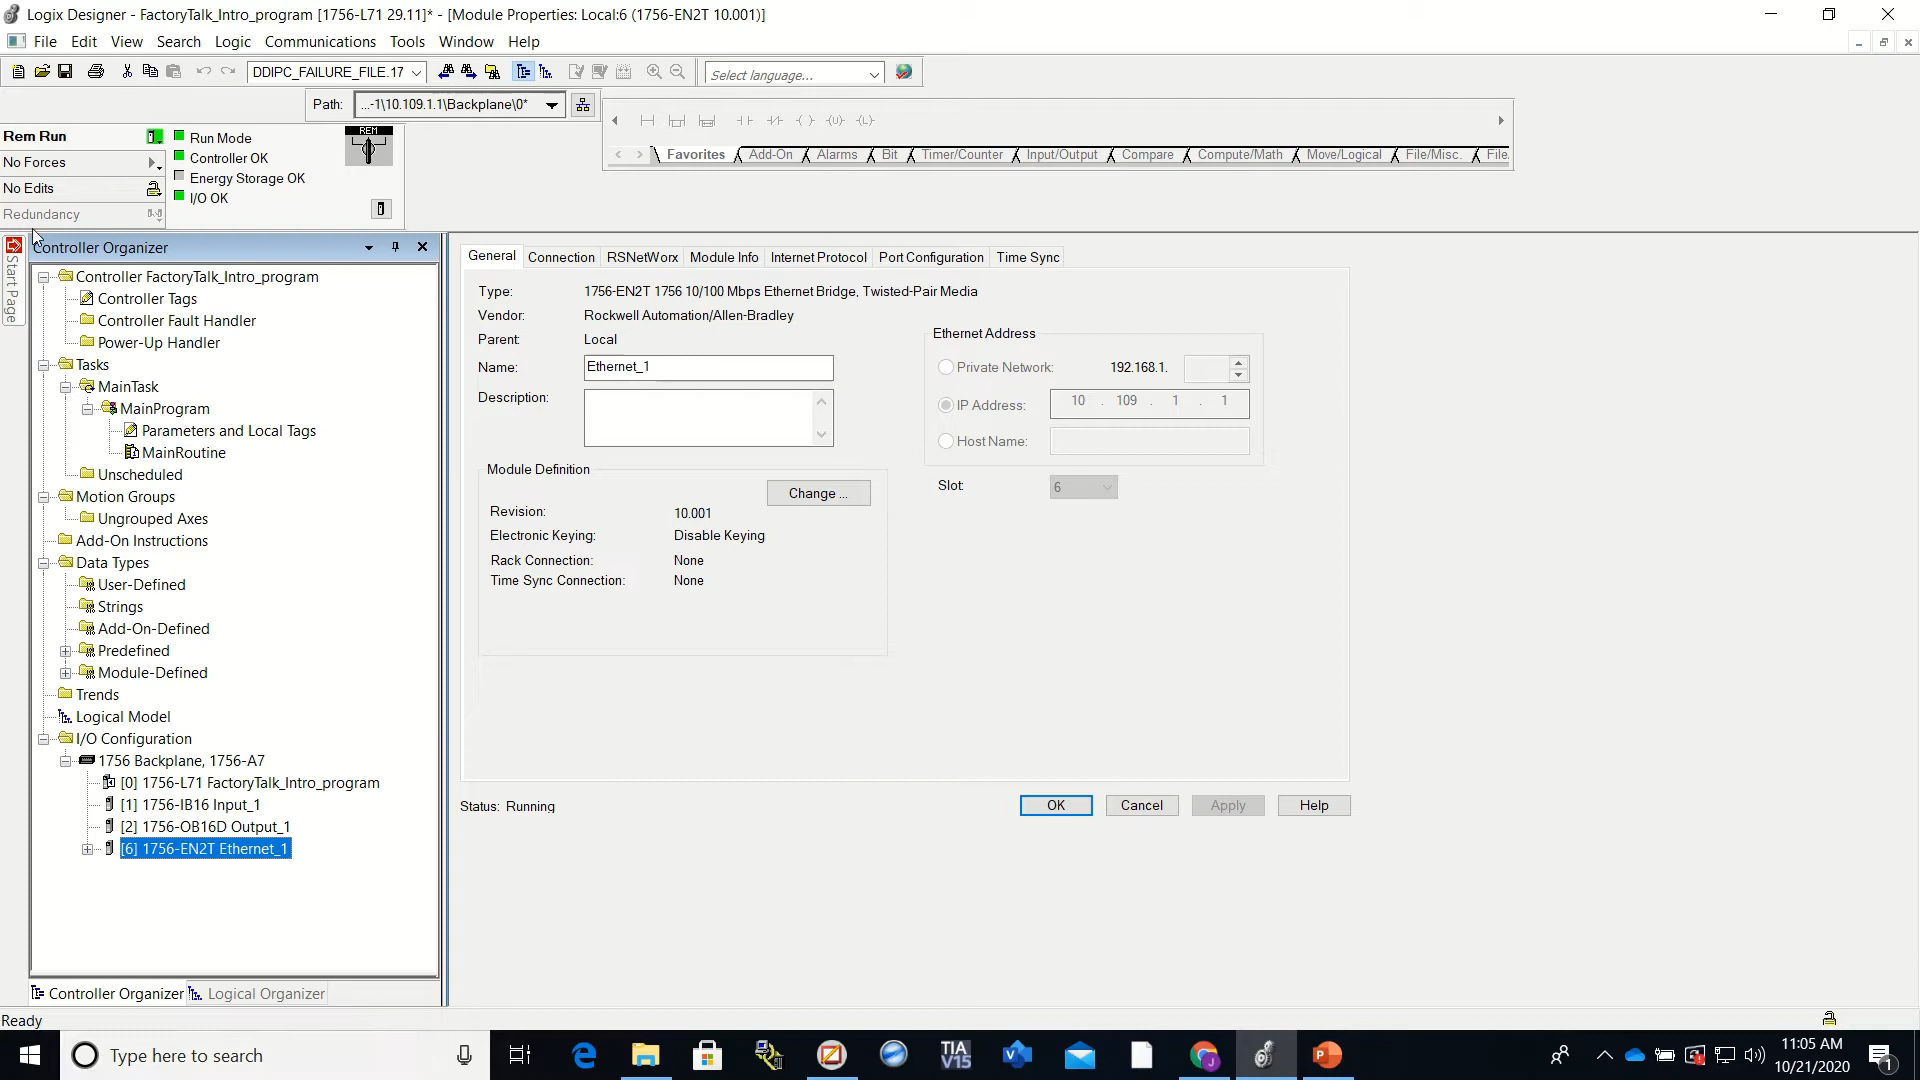 Logix Designer - FactoryTalk_Intro_program [1756-L71 29.11]* - [Module Properties: Local:6 (1756-EN2T 10.001)]
File Edit View Search Logic Communications Tools Window Help
DDIPC_FAILURE_FILE.17 Select language...
Path: ...-1\10.109.1.1\Backplane\0*
Rem Run Run Mode REM
No Forces Controller OK
Energy Storage OK
No Edits
I/O OK
Redundancy
Favorites Add-On Alarms Bit Timer/Counter Input/Output Compare Compute/Math Move/Logical File/Misc. File
Start Page
Controller Organizer
Controller FactoryTalk_Intro_program
Controller Tags
Controller Fault Handler
Power-Up Handler
Tasks
MainTask
MainProgram
Parameters and Local Tags
MainRoutine
Unscheduled
Motion Groups
Ungrouped Axes
Add-On Instructions
Data Types
User-Defined
Strings
Add-On-Defined
Predefined
Module-Defined
Trends
Logical Model
I/O Configuration
1756 Backplane, 1756-A7
[0] 1756-L71 FactoryTalk_Intro_program
[1] 1756-IB16 Input_1
[2] 1756-OB16D Output_1
[6] 1756-EN2T Ethernet_1
Controller Organizer Logical Organizer
General Connection RSNetWorx Module Info Internet Protocol Port Configuration Time Sync
Type: 1756-EN2T 1756 10/100 Mbps Ethernet Bridge, Twisted-Pair Media
Vendor: Rockwell Automation/Allen-Bradley
Parent: Local
Name: Ethernet_1
Description:
Ethernet Address
Private Network: 192.168.1.
IP Address: 10 . 109 . 1 . 1
Host Name:
Slot: 6
Module Definition
Change ...
Revision: 10.001
Electronic Keying: Disable Keying
Rack Connection: None
Time Sync Connection: None
Status: Running OK Cancel Apply Help
Ready
Type here to search
TIA V15
11:05 AM
10/21/2020
1